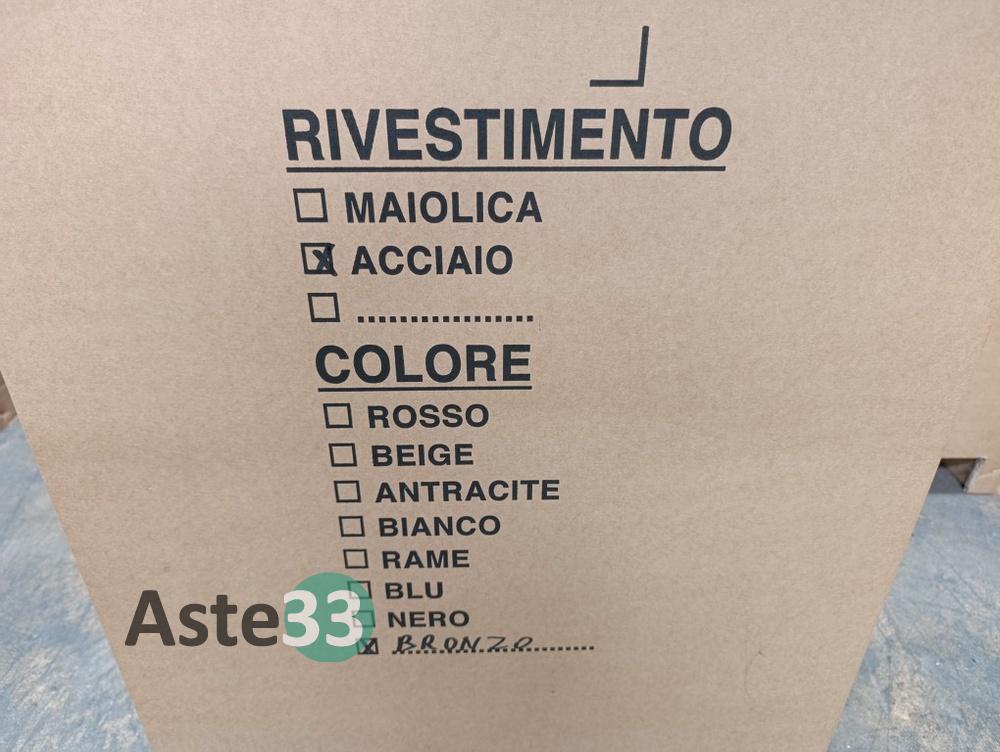 RIVESTIMENTO
☐ MAIOLICA
☒ ACCIAIO
☐ .................
COLORE
☐ ROSSO
☐ BEIGE
☐ ANTRACITE
☐ BIANCO
☐ RAME
☐ BLU
☐ NERO
☒ BRONZO
Aste33